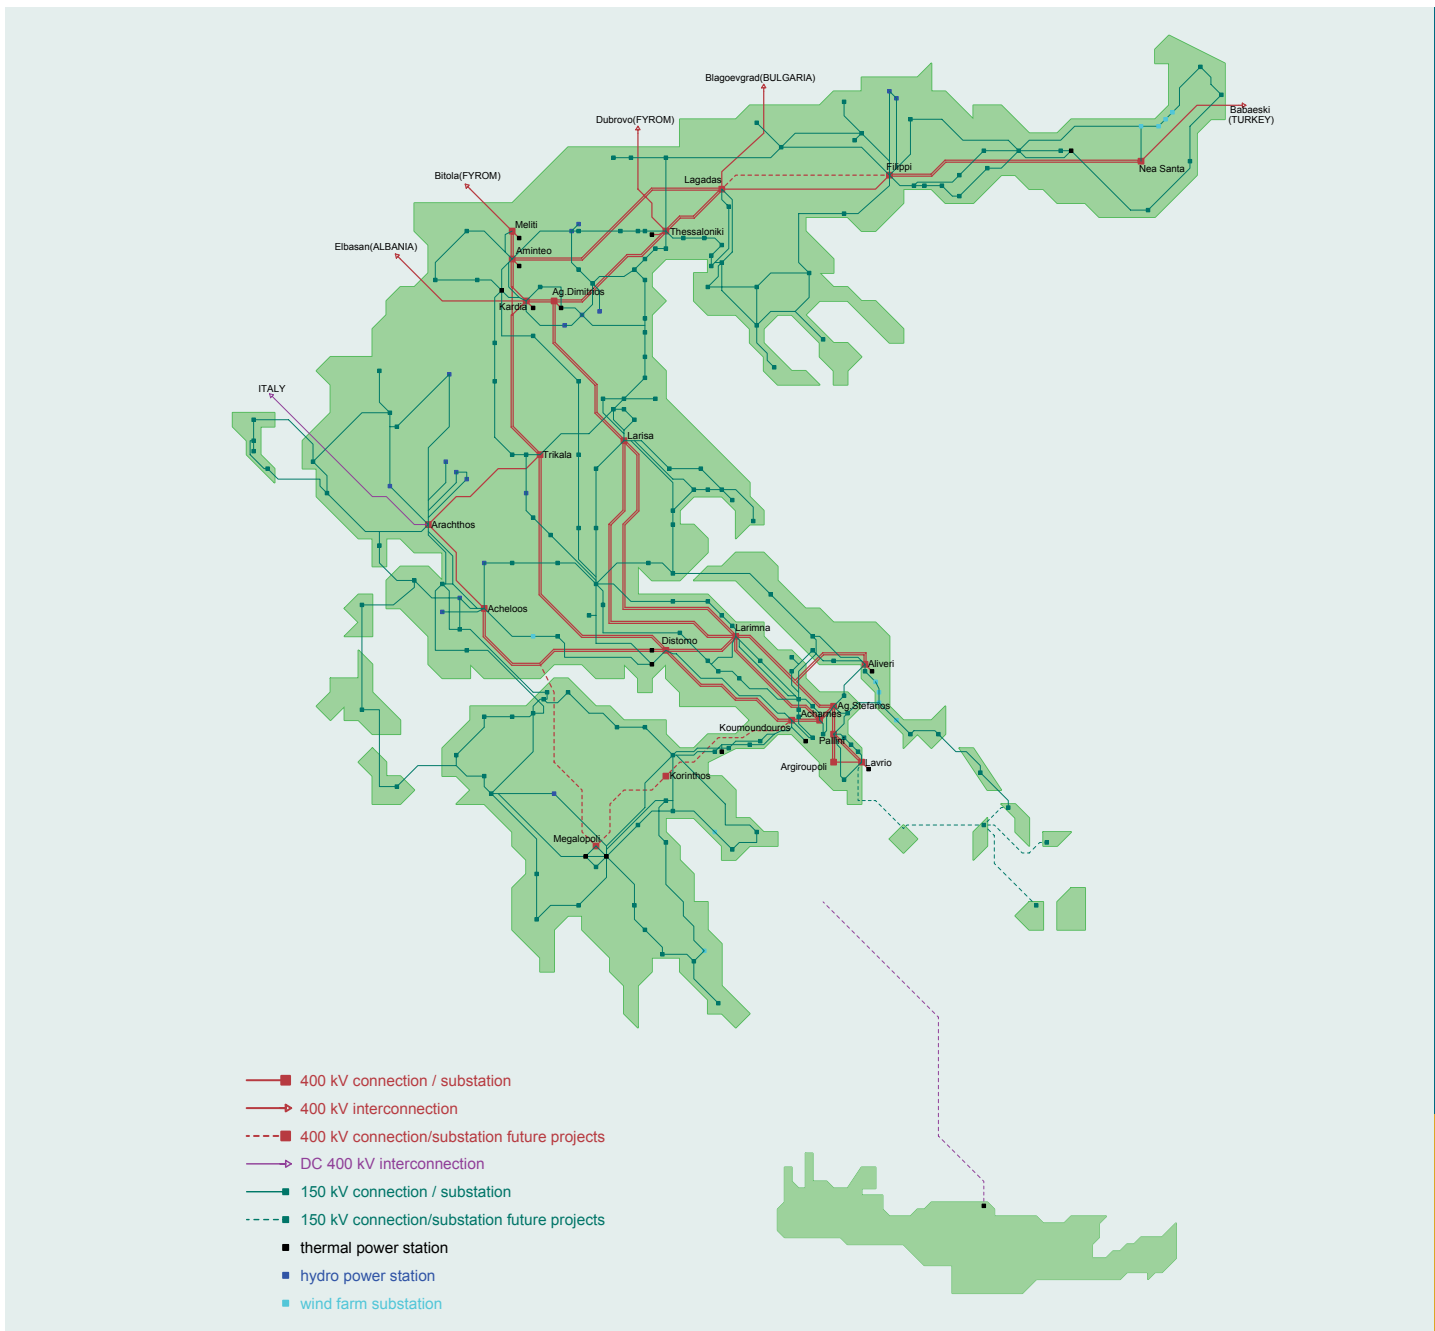 Blagoevgrad(BULGARIA)
Babaeski
(TURKEY)
Dubrovo(FYROM)
Filippi
Nea Santa
Bitola(FYROM)
Lagadas
Meliti
Thessaloniki
Elbasan(ALBANIA)
Aminteo
Ag.Dimitrios
Kardia
ITALY
Larisa
Trikala
Arachthos
Acheloos
Larimna
Distomo
Aliveri
Ag.Stefanos
Acharnes
Koumoundouros
Pallini
Argiroupoli
Lavrio
Korinthos
Megalopoli
400 kV connection / substation
400 kV interconnection
400 kV connection/substation future projects
DC 400 kV interconnection
150 kV connection / substation
150 kV connection/substation future projects
thermal power station
hydro power station
wind farm substation